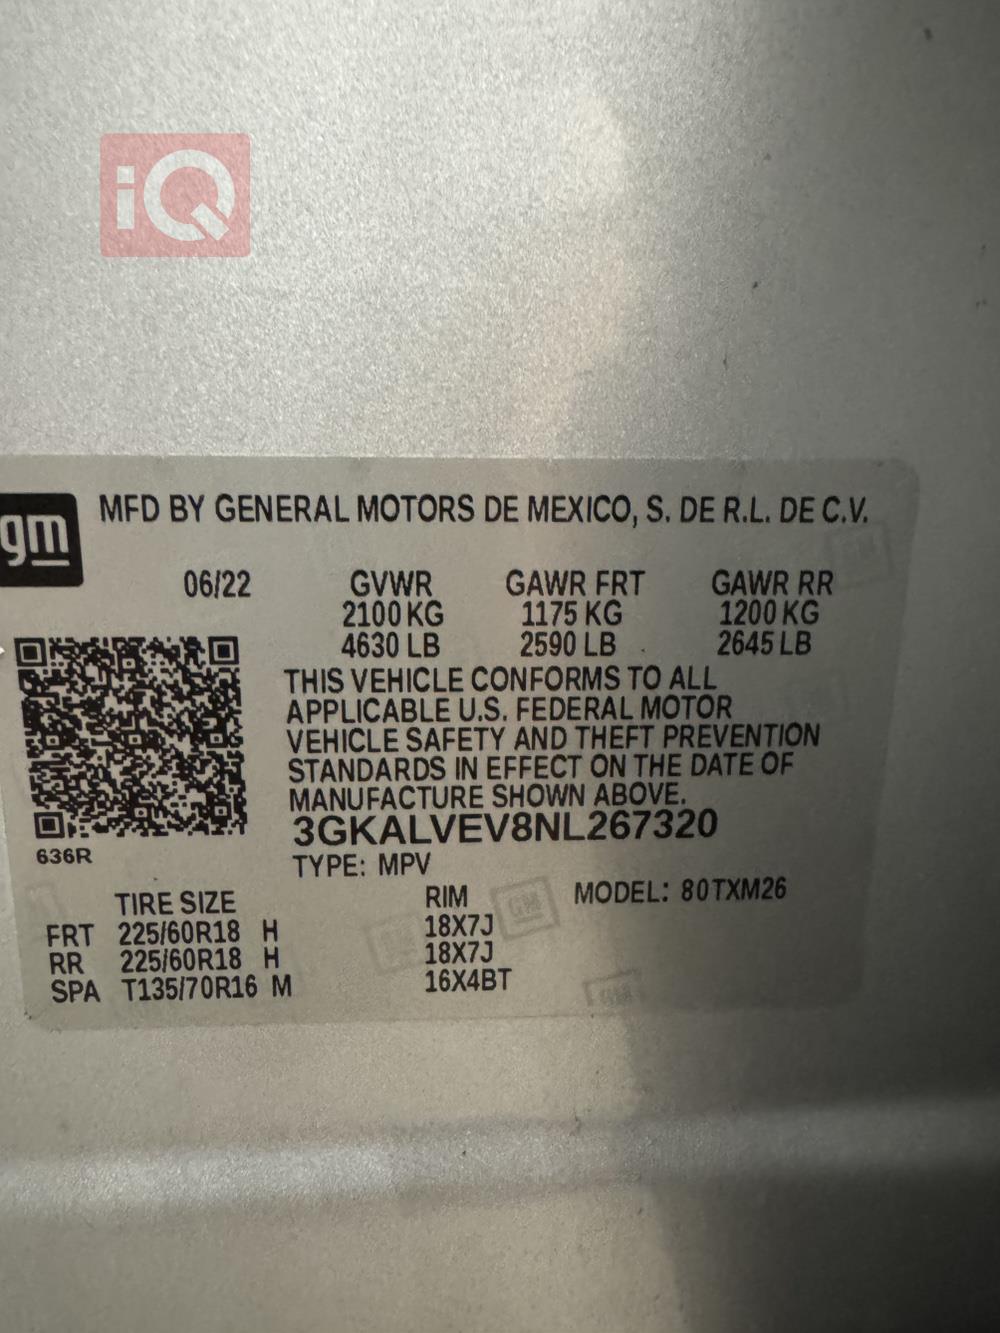 iQ
gm
MFD BY GENERAL MOTORS DE MEXICO, S. DE R.L. DE C.V.
06/22 GVWR GAWR FRT GAWR RR
2100 KG 1175 KG 1200 KG
4630 LB 2590 LB 2645 LB
THIS VEHICLE CONFORMS TO ALL
APPLICABLE U.S. FEDERAL MOTOR
VEHICLE SAFETY AND THEFT PREVENTION
STANDARDS IN EFFECT ON THE DATE OF
MANUFACTURE SHOWN ABOVE.
3GKALVEV8NL267320
636R
TYPE: MPV
TIRE SIZE RIM MODEL: 80TXM26
FRT 225/60R18 H 18X7J
RR 225/60R18 H 18X7J
SPA T135/70R16 M 16X4BT